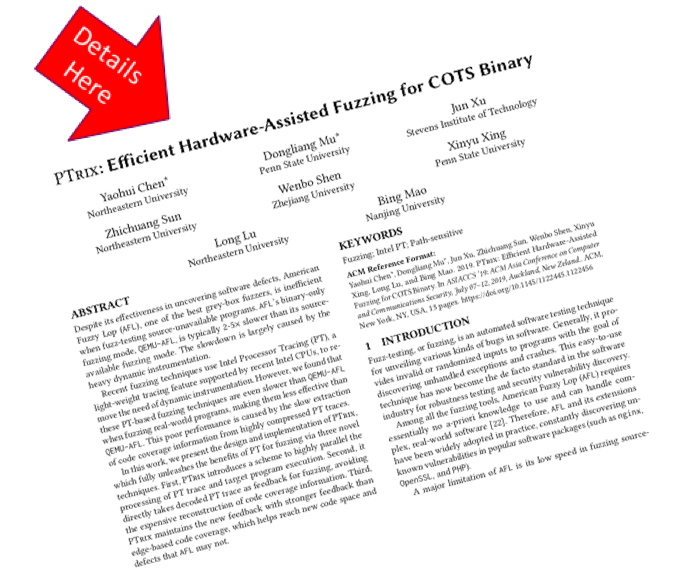 Details
Here
PTRIX: Efficient Hardware-Assisted Fuzzing for COTS Binary
Yaohui Chen*
Northeastern University
Dongliang Mu*
Penn State University
Jun Xu
Stevens Institute of Technology
Zhichuang Sun
Northeastern University
Wenbo Shen
Zhejiang University
Xinyu Xing
Penn State University
Long Lu
Northeastern University
Bing Mao
Nanjing University
ABSTRACT
Despite its effectiveness in uncovering software defects, American
Fuzzy Lop (AFL), one of the best grey-box fuzzers, is inefficient
when fuzz-testing source-unavailable programs. AFL's binary-only
fuzzing mode, QEMU-AFL, is typically 2-5x slower than its source-
available fuzzing mode. The slowdown is largely caused by the
heavy dynamic instrumentation.
Recent fuzzing techniques use Intel Processor Tracing (PT), a
light-weight tracing feature supported by recent Intel CPUs, to re-
move the need of dynamic instrumentation. However, we found that
these PT-based fuzzing techniques are even slower than QEMU-AFL
when fuzzing real-world programs, making them less effective than
QEMU-AFL. This poor performance is caused by the slow extraction
of code coverage information from highly compressed PT traces.
In this work, we present the design and implementation of PTRIX,
which fully unleashes the benefits of PT for fuzzing via three novel
techniques. First, PTRIX introduces a scheme to highly parallel the
processing of PT trace and target program execution. Second, it
directly takes decoded PT trace as feedback for fuzzing, avoiding
the expensive reconstruction of code coverage information. Third,
PTRIX maintains the new feedback with stronger feedback than
edge-based code coverage, which helps reach new code space and
defects that AFL may not.
KEYWORDS
Fuzzing; Intel PT; Path-sensitive
ACM Reference Format:
Yaohui Chen*, Dongliang Mu*, Jun Xu, Zhichuang Sun, Wenbo Shen, Xinyu
Xing, Long Lu, and Bing Mao. 2019. PTRIX: Efficient Hardware-Assisted
Fuzzing for COTS Binary. In ASIACCS '19: ACM Asia Conference on Computer
and Communications Security, July 07–12, 2019, Auckland, New Zeland.. ACM,
New York, NY, USA, 13 pages. https://doi.org/10.1145/1122445.1122456
1 INTRODUCTION
Fuzz-testing, or fuzzing, is an automated software testing technique
for unveiling various kinds of bugs in software. Generally, it pro-
vides invalid or randomized inputs to programs with the goal of
discovering unhandled exceptions and crashes. This easy-to-use
technique has now become the de facto standard in the software
industry for robustness testing and security vulnerability discovery.
Among all the fuzzing tools, American Fuzzy Lop (AFL) requires
essentially no a-priori knowledge to use and can handle com-
plex, real-world software [22]. Therefore, AFL and its extensions
have been widely adopted in practice, constantly discovering un-
known vulnerabilities in popular software packages (such as nginx,
OpenSSL, and PHP).
A major limitation of AFL is its low speed in fuzzing source-